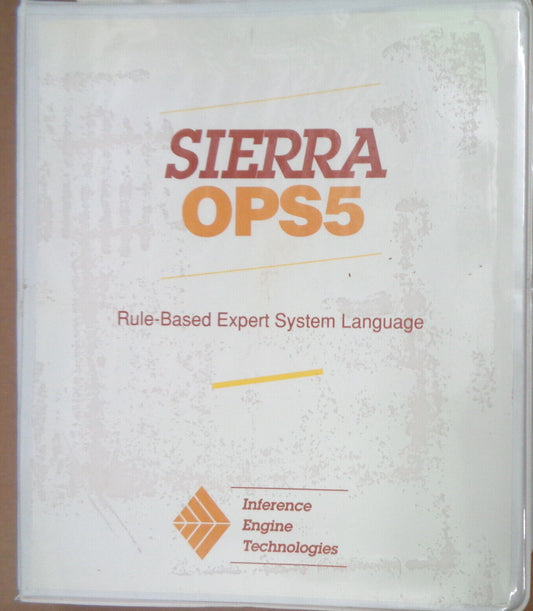 SIERRA
OPS5
Rule-Based Expert System Language
Inference
Engine
Technologies